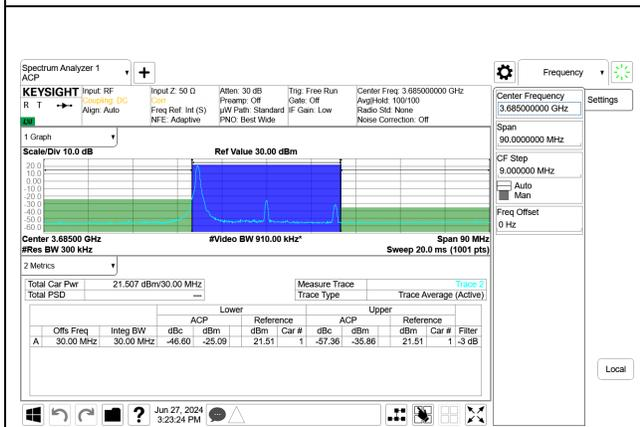 Spectrum Analyzer 1
ACP
Frequency
KEYSIGHT
R T
Input: RF
Coupling: DC
Align: Auto
Input Z: 50 Ω
Corr
Freq Ref: Int (S)
NFE: Adaptive
Atten: 30 dB
Preamp: Off
µW Path: Standard
PNO: Best Wide
Trig: Free Run
Gate: Off
IF Gain: Low
Center Freq: 3.685000000 GHz
Avg|Hold: 100/100
Radio Std: None
Noise Correction: Off
1 Graph
Scale/Div 10.0 dB
Ref Value 30.00 dBm
20.0
10.0
0.00
-10.0
-20.0
-30.0
-40.0
-50.0
-60.0
Center 3.68500 GHz
#Video BW 910.00 kHz*
Span 90 MHz
#Res BW 300 kHz
Sweep 20.0 ms (1001 pts)
2 Metrics
Total Car Pwr 21.507 dBm/30.00 MHz
Total PSD ---
Measure Trace Trace 2
Trace Type Trace Average (Active)
Lower Upper
ACP Reference ACP Reference
Offs Freq Integ BW dBc dBm dBm Car # dBc dBm dBm Car # Filter
A 30.00 MHz 30.00 MHz -46.60 -25.09 21.51 1 -57.36 -35.86 21.51 1 -3 dB
Center Frequency
3.685000000 GHz
Settings
Span
90.0000000 MHz
CF Step
9.000000 MHz
Auto
Man
Freq Offset
0 Hz
Local
Jun 27, 2024
3:23:24 PM